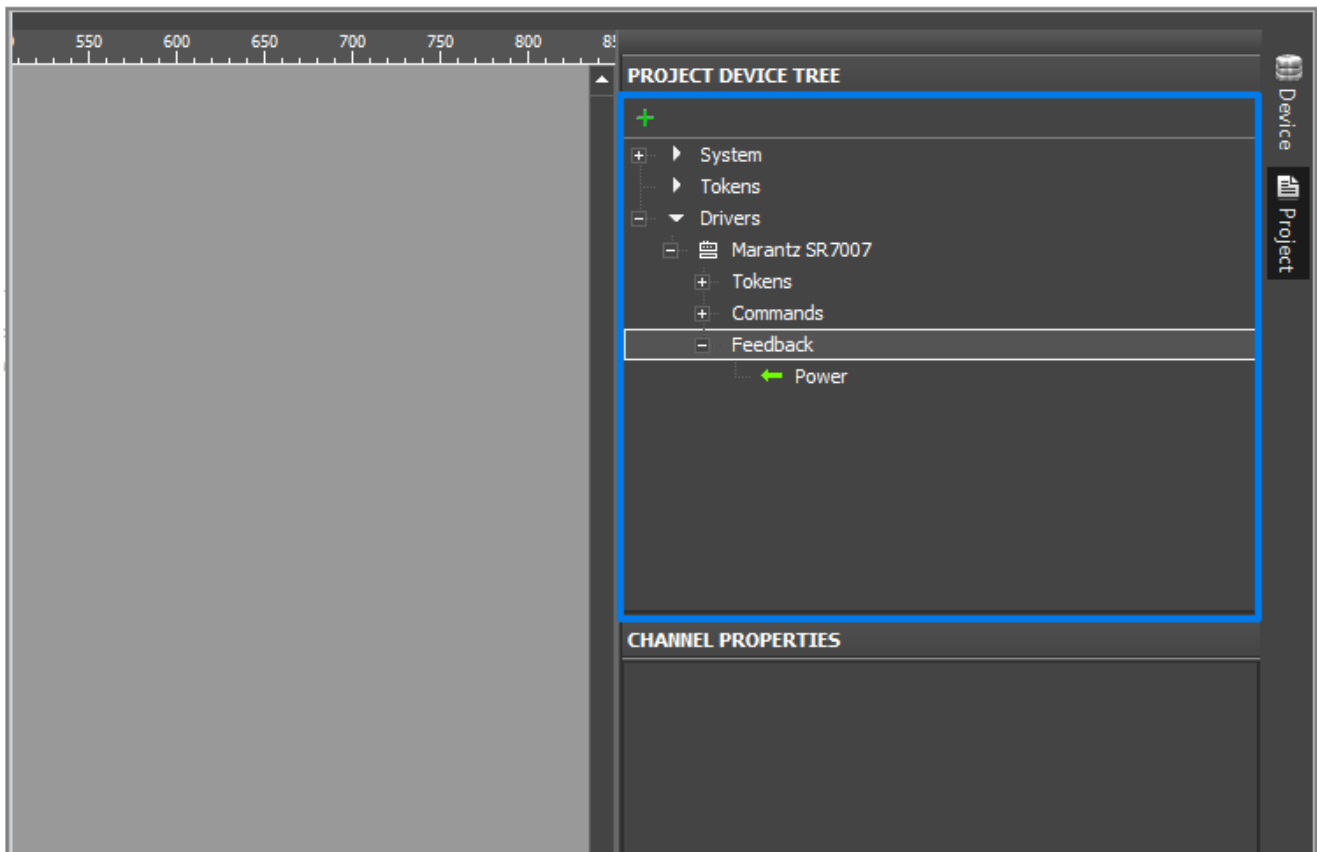 550 600 650 700 750 800
PROJECT DEVICE TREE
System
Tokens
Drivers
Marantz SR7007
Tokens
Commands
Feedback
Power
CHANNEL PROPERTIES
Device
Project